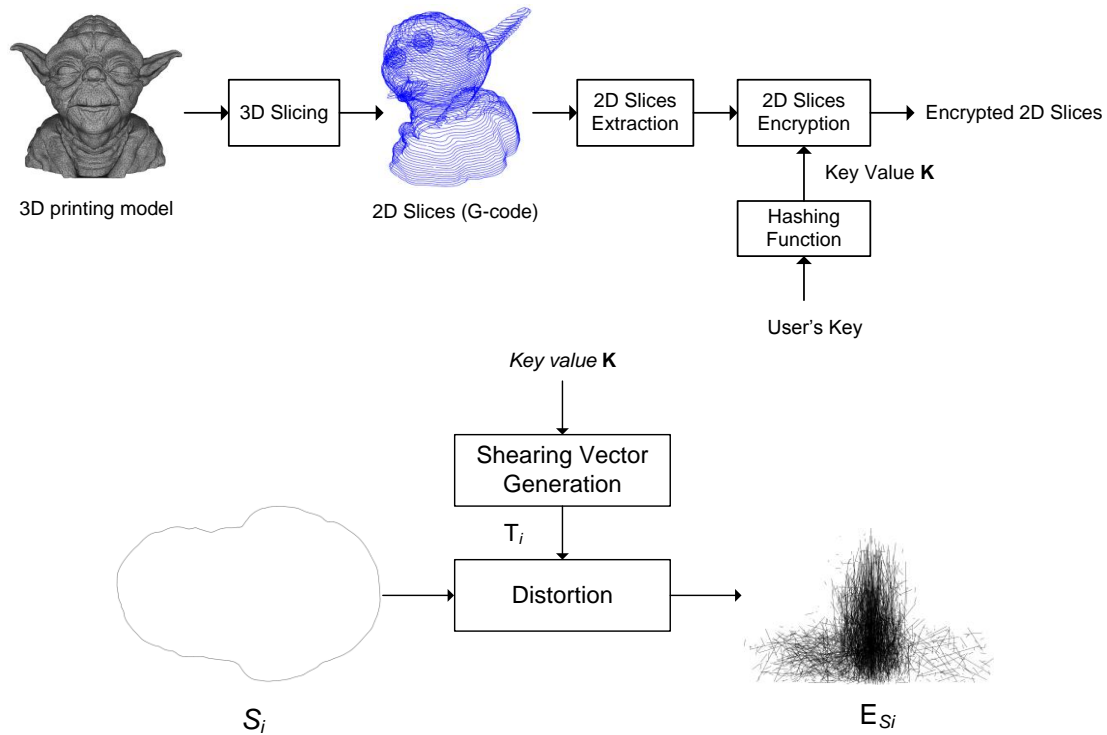 3D Slicing
2D Slices
Extraction
2D Slices
Encryption
Encrypted 2D Slices
Key Value K
3D printing model
2D Slices (G-code)
Hashing
Function
User's Key
Key value K
Shearing Vector
Generation
Ti
Distortion
Si
ESi